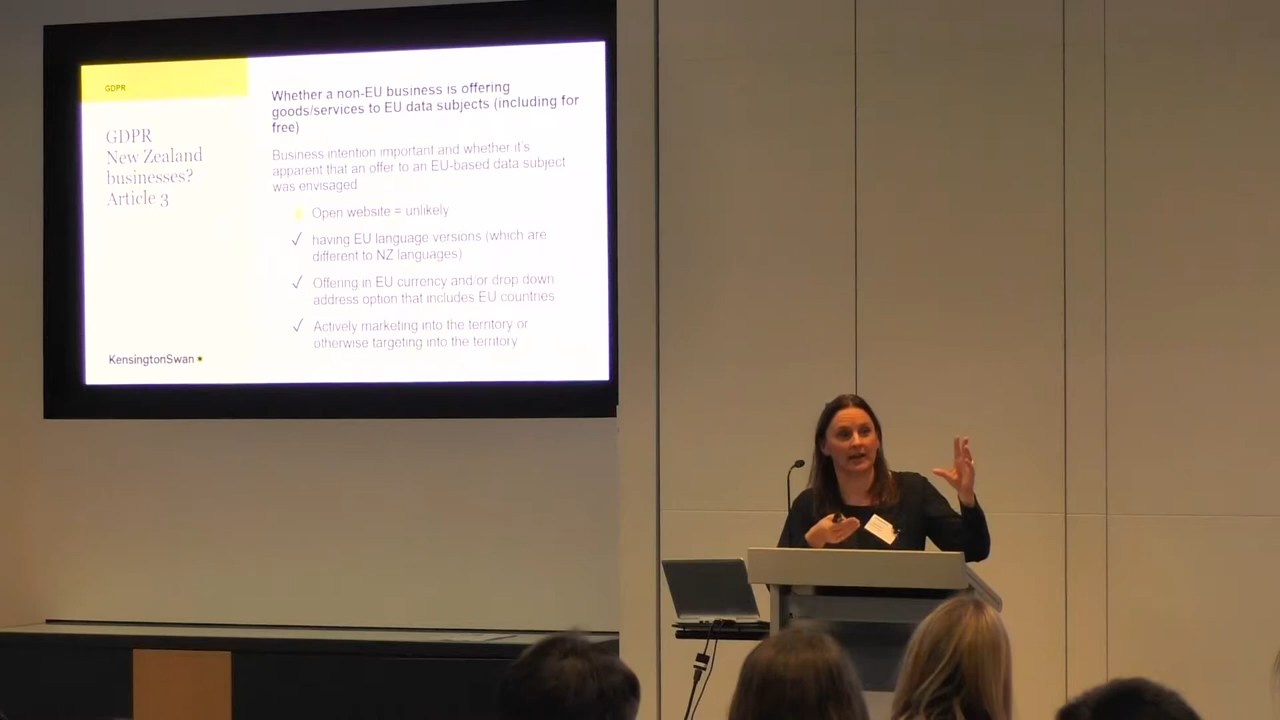 GDPR
GDPR
New Zealand
businesses?
Article 3
Whether a non-EU business is offering
goods/services to EU data subjects (including for
free)
Business intention important and whether it's
apparent that an offer to an EU-based data subject
was envisaged
Open website = unlikely
✓ having EU language versions (which are
different to NZ languages)
✓ Offering in EU currency and/or drop down
address option that includes EU countries
✓ Actively marketing into the territory or
otherwise targeting into the territory
KensingtonSwan